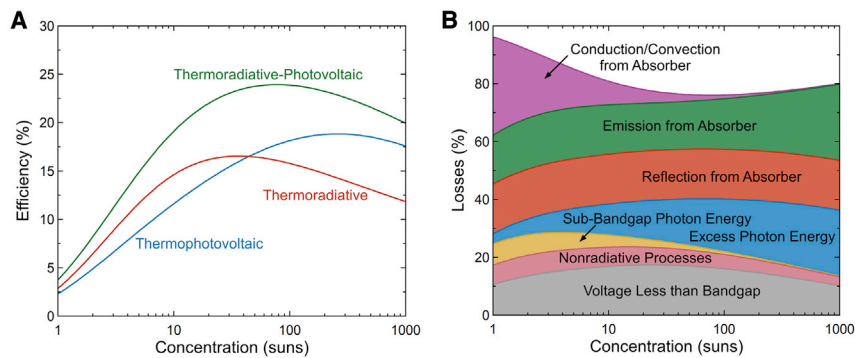 A
30
25
20
15
10
5
0
Efficiency (%)
Thermoradiative-Photovoltaic
Thermoradiative
Thermophotovoltaic
1
10
100
1000
Concentration (suns)
B
100
80
60
40
20
0
Losses (%)
Conduction/Convection
from Absorber
Emission from Absorber
Reflection from Absorber
Sub-Bandgap Photon Energy
Excess Photon Energy
Nonradiative Processes
Voltage Less than Bandgap
1
10
100
1000
Concentration (suns)